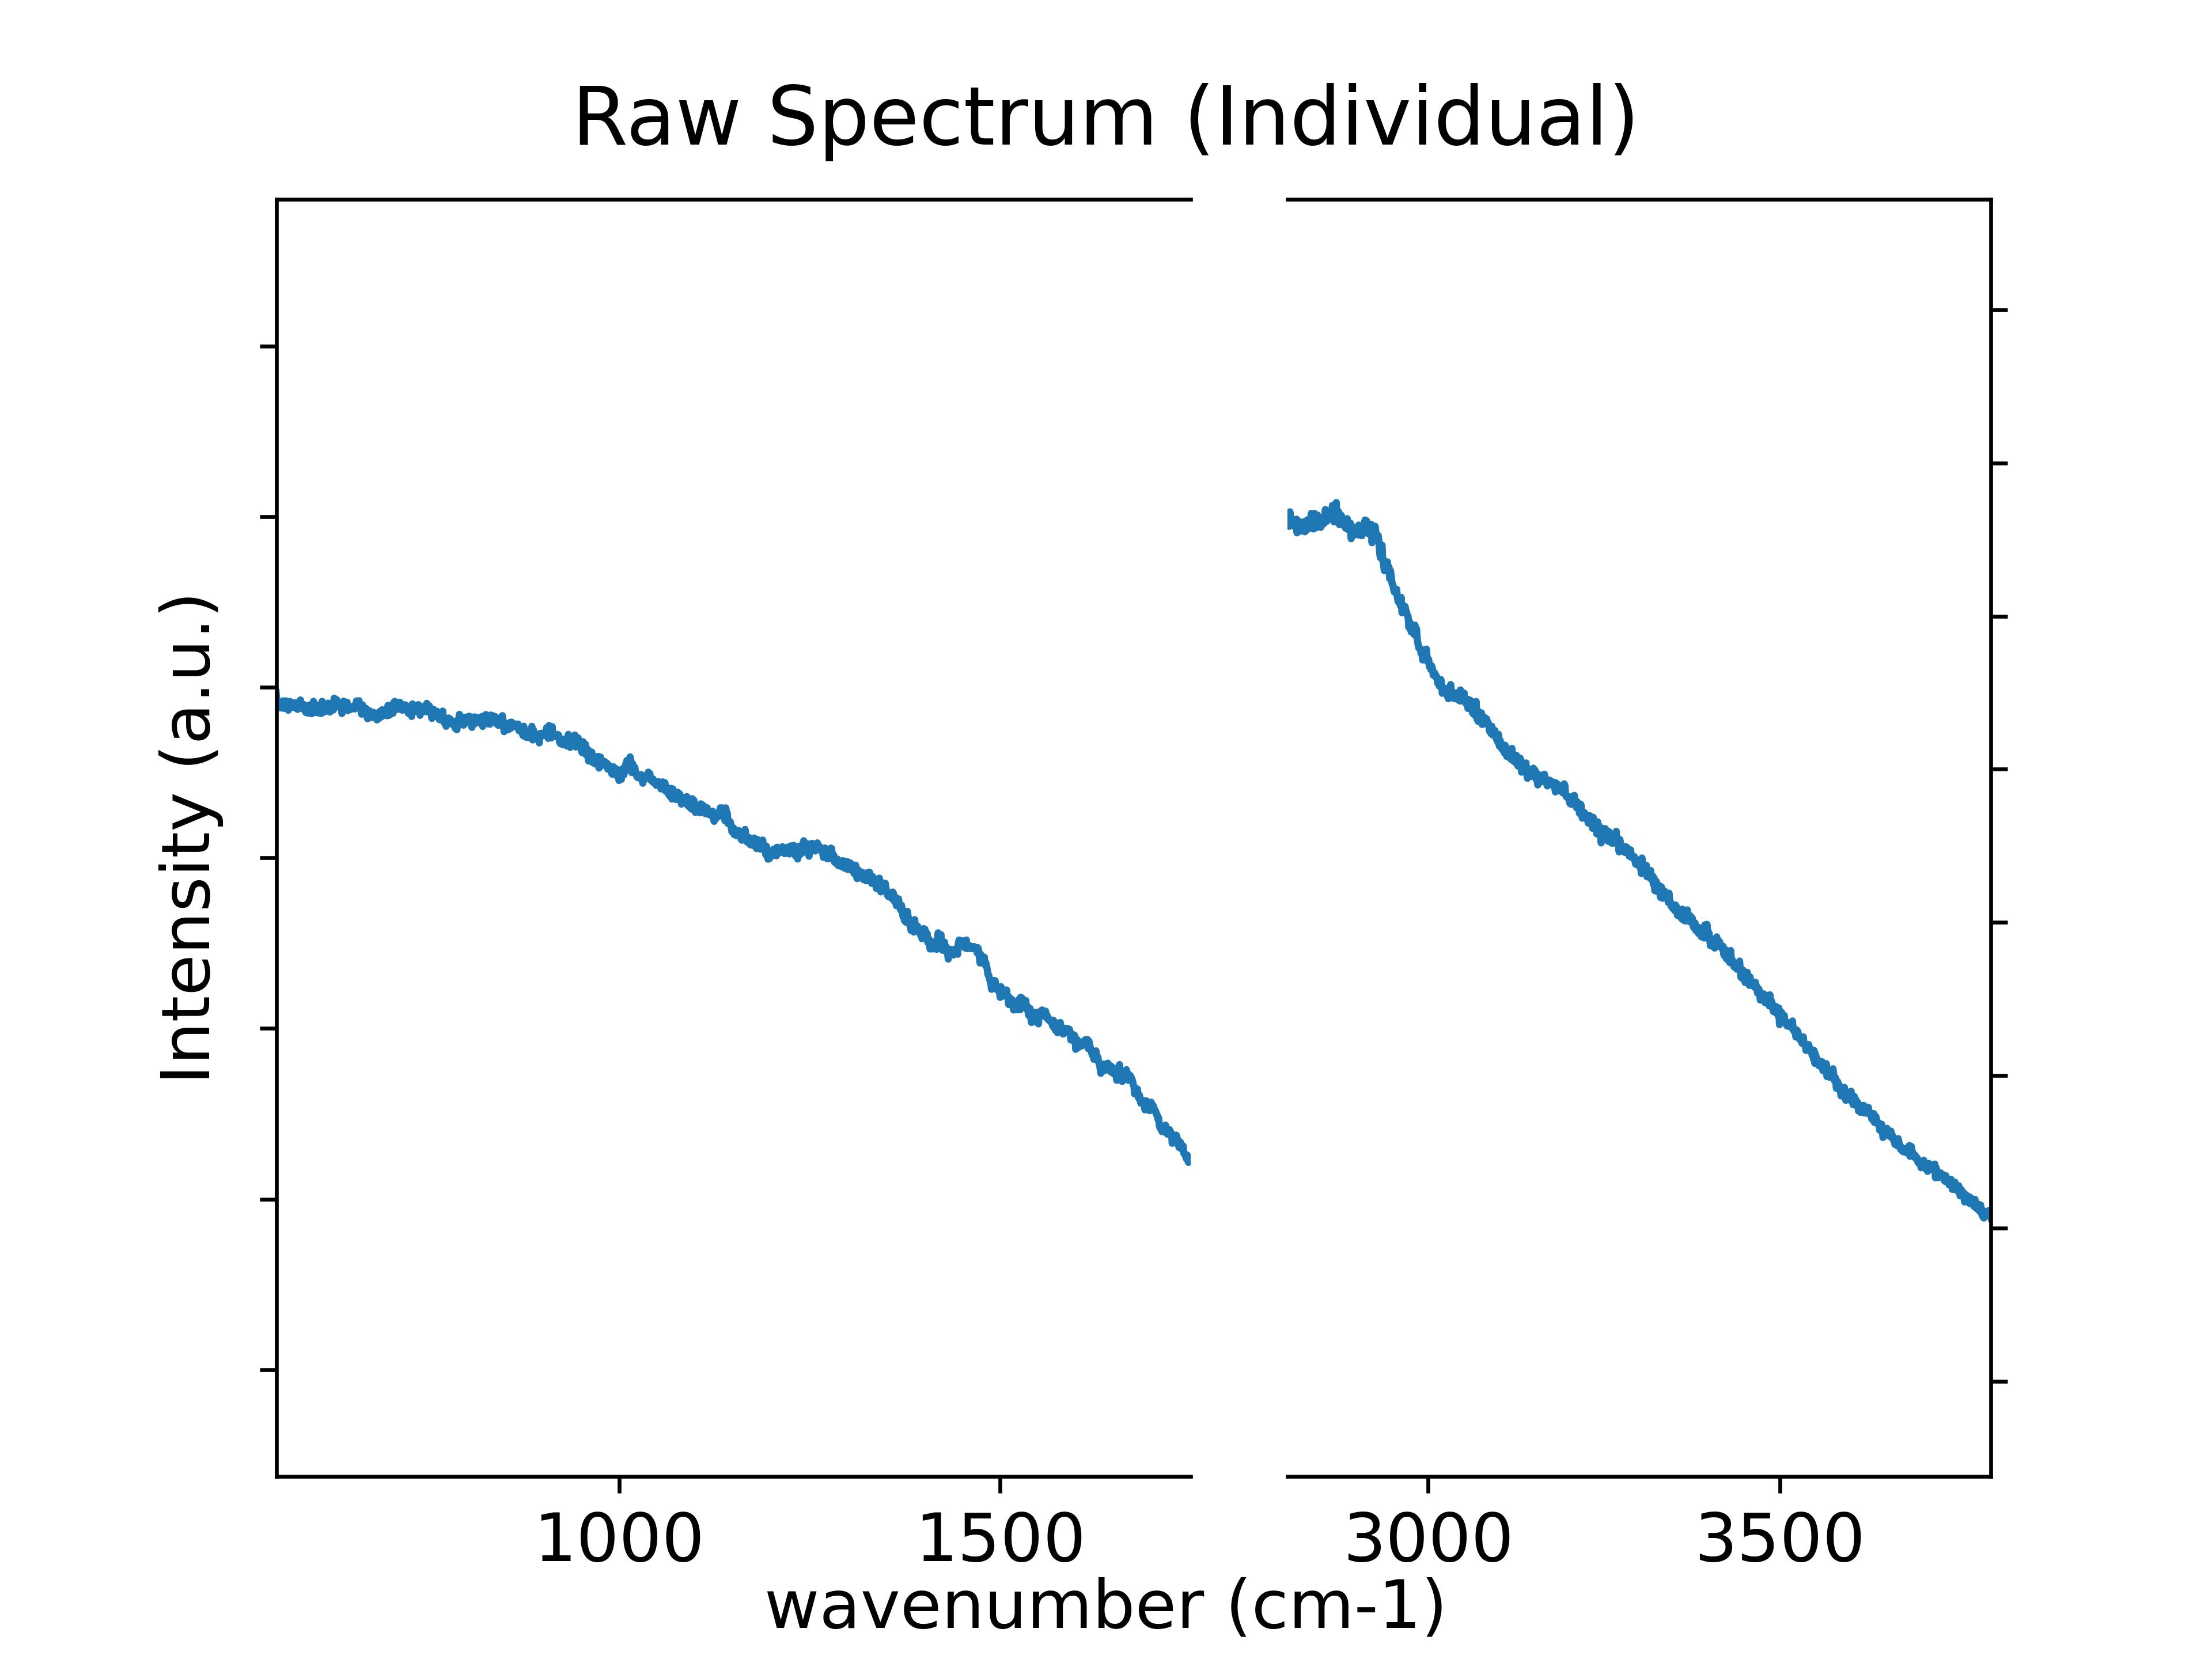 Raw Spectrum (Individual)
Intensity (a.u.)
1000 1500 3000 3500
wavenumber (cm-1)